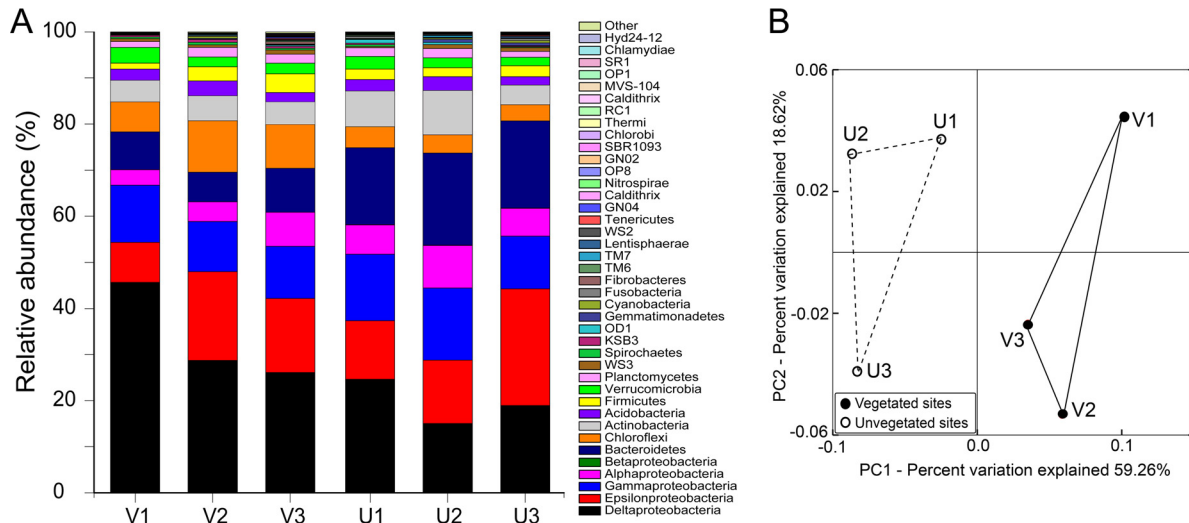 A
Relative abundance (%)
100
80
60
40
20
0
V1 V2 V3 U1 U2 U3
Other
Hyd24-12
Chlamydiae
SR1
OP1
MVS-104
Caldithrix
RC1
Thermi
Chlorobi
SBR1093
GN02
OP8
Nitrospirae
Caldithrix
GN04
Tenericutes
WS2
Lentisphaerae
TM7
TM6
Fibrobacteres
Fusobacteria
Cyanobacteria
Gemmatimonadetes
OD1
KSB3
Spirochaetes
WS3
Planctomycetes
Verrucomicrobia
Firmicutes
Acidobacteria
Actinobacteria
Chloroflexi
Bacteroidetes
Betaproteobacteria
Alphaproteobacteria
Gammaproteobacteria
Epsilonproteobacteria
Deltaproteobacteria
B
PC2 - Percent variation explained 18.62%
0.06
0.02
-0.02
-0.06
U2
U1
V1
V3
U3
V2
Vegetated sites
Unvegetated sites
-0.1 0.0 0.1
PC1 - Percent variation explained 59.26%